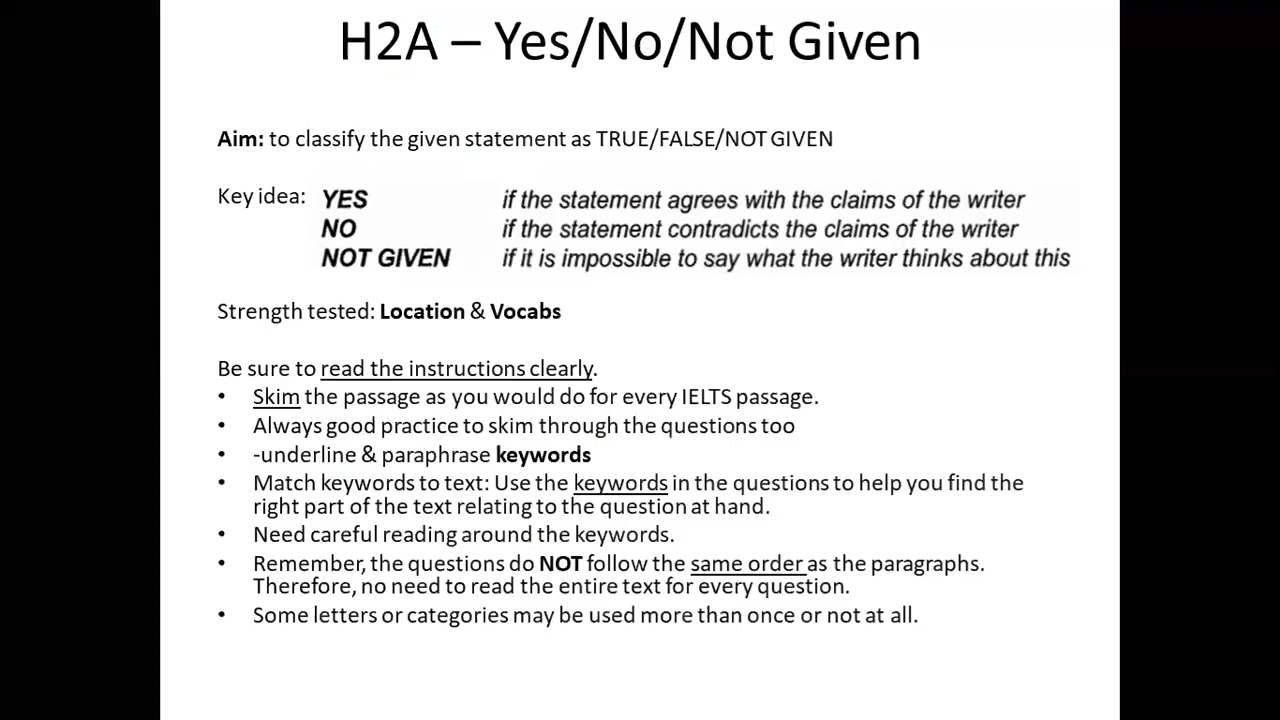 H2A – Yes/No/Not Given
Aim: to classify the given statement as TRUE/FALSE/NOT GIVEN
Key idea: YES if the statement agrees with the claims of the writer
NO if the statement contradicts the claims of the writer
NOT GIVEN if it is impossible to say what the writer thinks about this
Strength tested: Location & Vocabs
Be sure to read the instructions clearly.
• Skim the passage as you would do for every IELTS passage.
• Always good practice to skim through the questions too
• -underline & paraphrase keywords
• Match keywords to text: Use the keywords in the questions to help you find the
right part of the text relating to the question at hand.
• Need careful reading around the keywords.
• Remember, the questions do NOT follow the same order as the paragraphs.
Therefore, no need to read the entire text for every question.
• Some letters or categories may be used more than once or not at all.